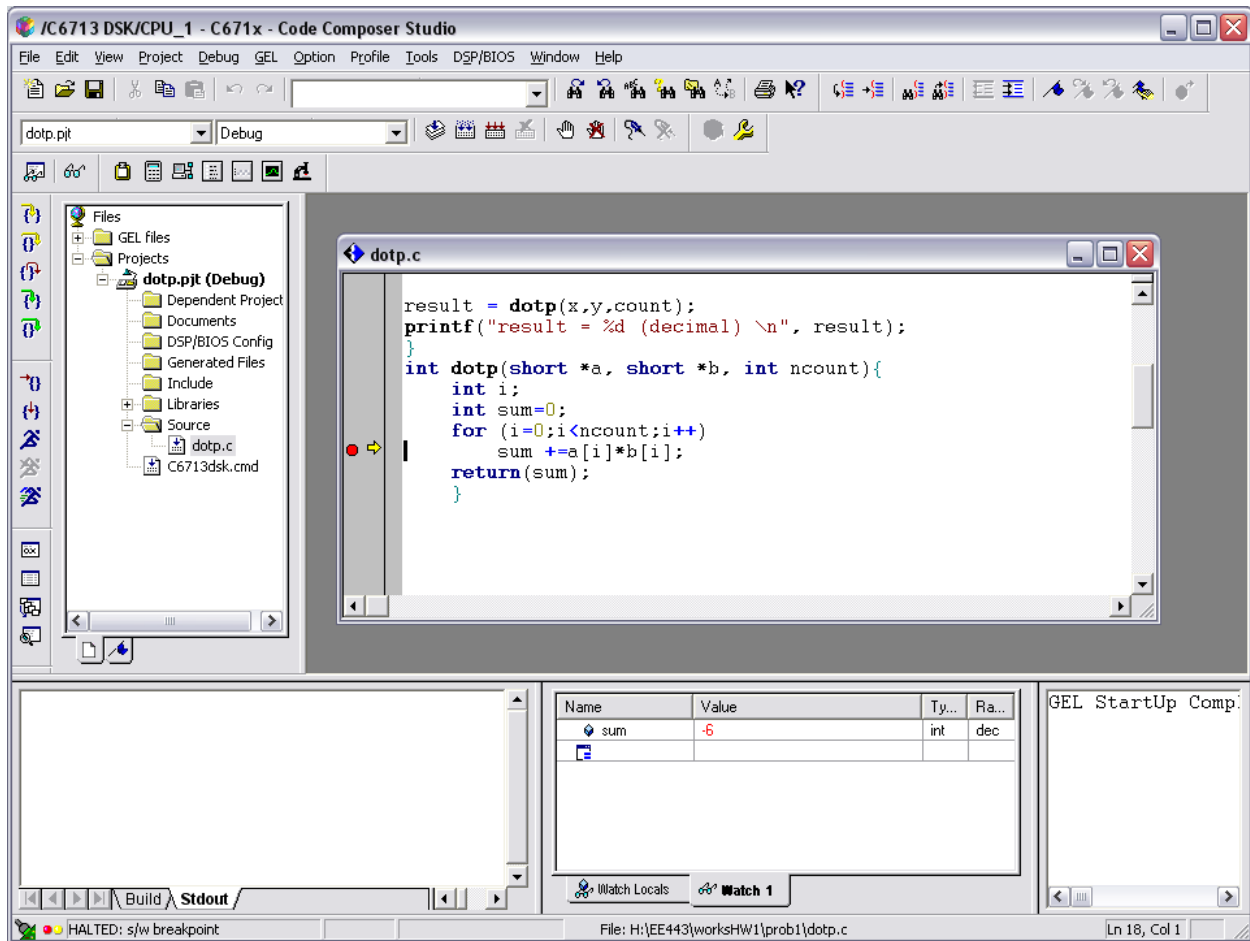 /C6713 DSK/CPU_1 - C671x - Code Composer Studio
File Edit View Project Debug GEL Option Profile Tools DSP/BIOS Window Help
dotp.pjt Debug
Files
GEL files
Projects
dotp.pjt (Debug)
Dependent Project
Documents
DSP/BIOS Config
Generated Files
Include
Libraries
Source
dotp.c
C6713dsk.cmd
dotp.c
result = dotp(x,y,count);
printf("result = %d (decimal) \n", result);
}
int dotp(short *a, short *b, int ncount){
int i;
int sum=0;
for (i=0;i<ncount;i++)
sum +=a[i]*b[i];
return(sum);
}
Name Value Ty... Ra...
sum -6 int dec
Watch Locals Watch 1
GEL StartUp Comp
Build Stdout
HALTED: s/w breakpoint
File: H:\EE443\worksHW1\prob1\dotp.c
Ln 18, Col 1